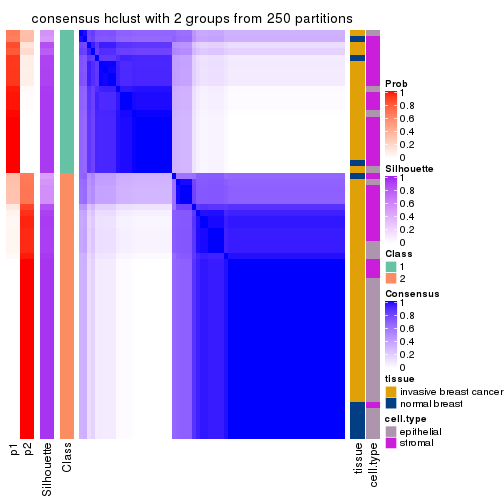 consensus hclust with 2 groups from 250 partitions
Prob
1
0.8
0.6
0.4
0.2
0
Silhouette
1
0.8
0.6
0.4
0.2
0
Class
1
2
Consensus
1
0.8
0.6
0.4
0.2
0
tissue
invasive breast cancer
normal breast
cell.type
epithelial
stromal
p1
p2
Silhouette
Class
tissue
cell.type